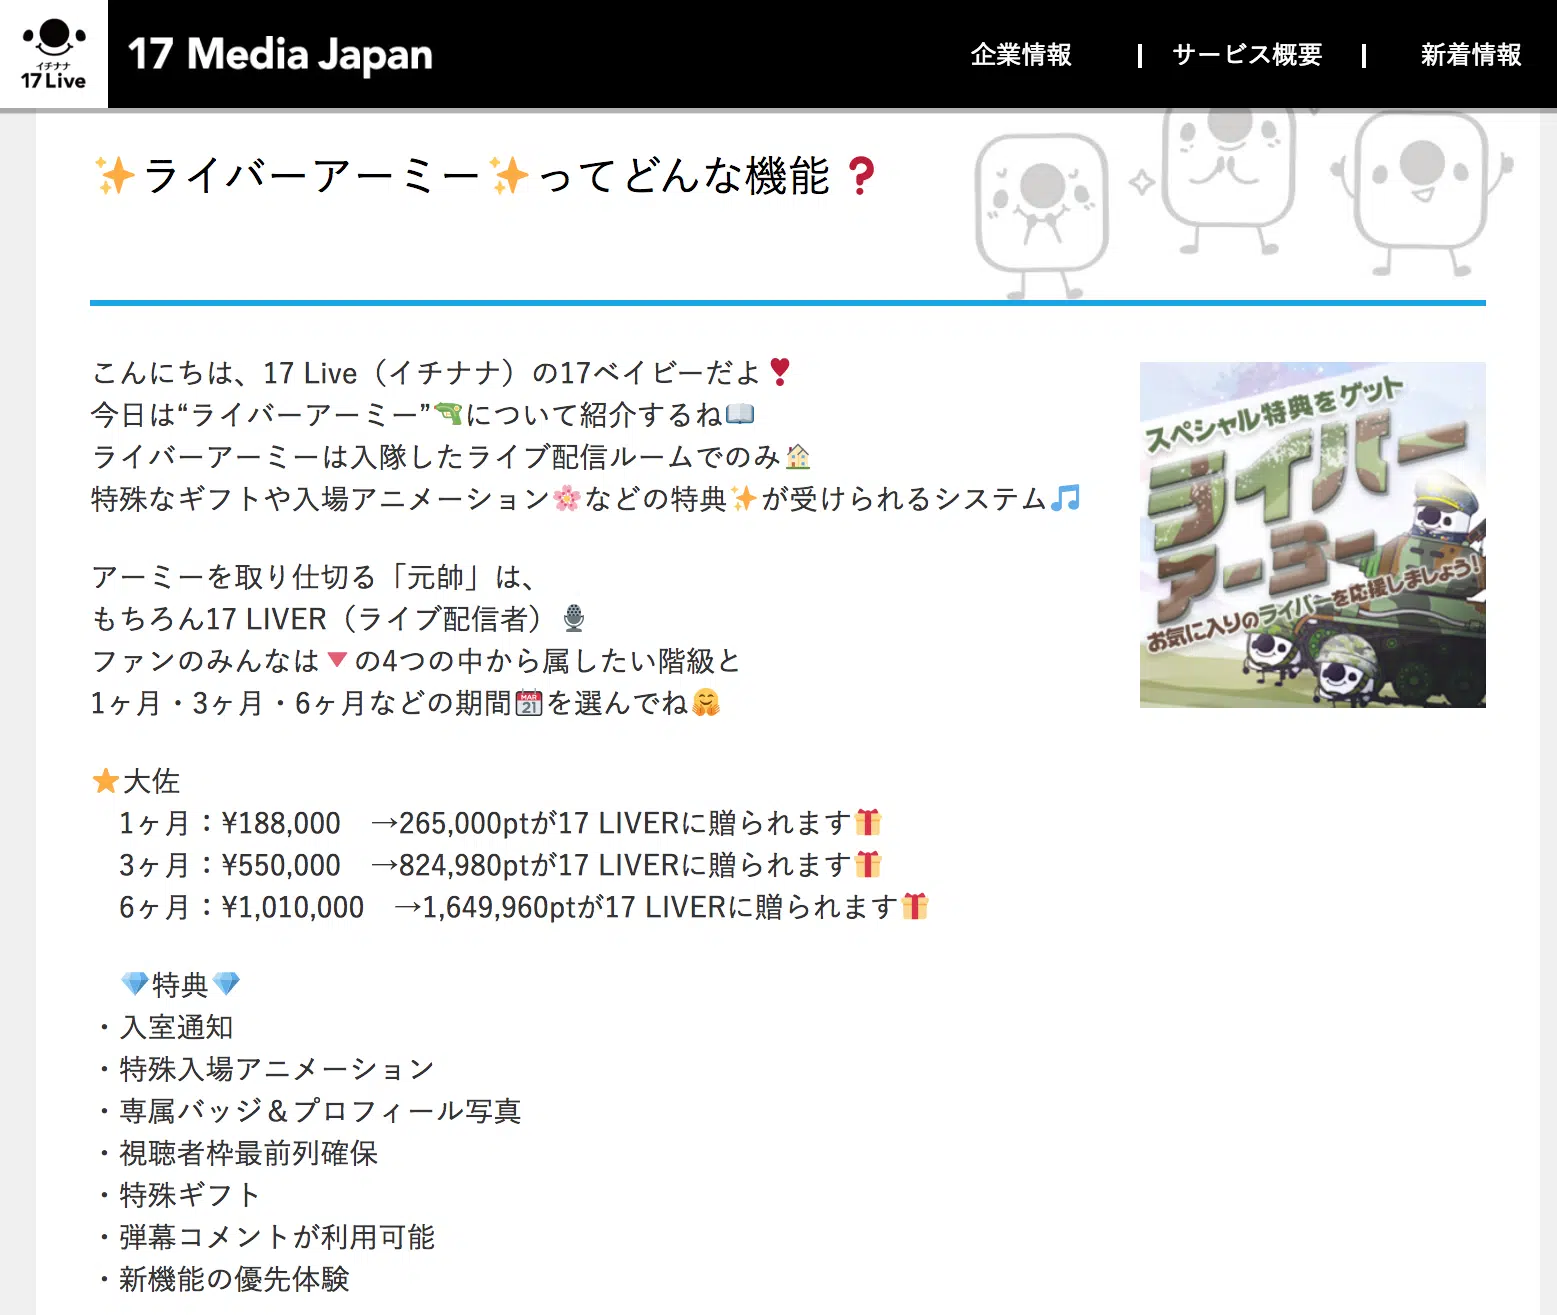 イチナナ
17 Live
17 Media Japan
企業情報 | サービス概要 | 新着情報
✨ライバーアーミー✨ってどんな機能❓
こんにちは、17 Live（イチナナ）の17ベイビーだよ❣
今日は“ライバーアーミー”🔫について紹介するね📖
ライバーアーミーは入隊したライブ配信ルームでのみ🏠
特殊なギフトや入場アニメーション🌸などの特典✨が受けられるシステム🎵
アーミーを取り仕切る「元帥」は、
もちろん17 LIVER（ライブ配信者）🎙
ファンのみんなは🔻の4つの中から属したい階級と
1ヶ月・3ヶ月・6ヶ月などの期間📅を選んでね🤗
⭐大佐
1ヶ月：¥188,000　→265,000ptが17 LIVERに贈られます🎁
3ヶ月：¥550,000　→824,980ptが17 LIVERに贈られます🎁
6ヶ月：¥1,010,000　→1,649,960ptが17 LIVERに贈られます🎁
💎特典💎
・入室通知
・特殊入場アニメーション
・専属バッジ＆プロフィール写真
・視聴者枠最前列確保
・特殊ギフト
・弾幕コメントが利用可能
・新機能の優先体験
スペシャル特典をゲット
ライバー
アーミー
お気に入りのライバーを応援しましょう!